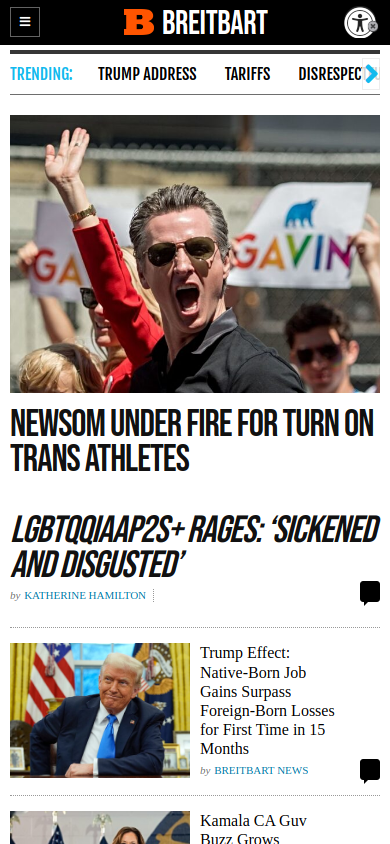 B BREITBART
TRENDING: TRUMP ADDRESS TARIFFS DISRESPEC
GAVIN
GA
NEWSOM UNDER FIRE FOR TURN ON
TRANS ATHLETES
LGBTQQIAAP2S+ RAGES: ‘SICKENED
AND DISGUSTED’
by KATHERINE HAMILTON
Trump Effect:
Native-Born Job
Gains Surpass
Foreign-Born Losses
for First Time in 15
Months
by BREITBART NEWS
Kamala CA Guv
Buzz Grows